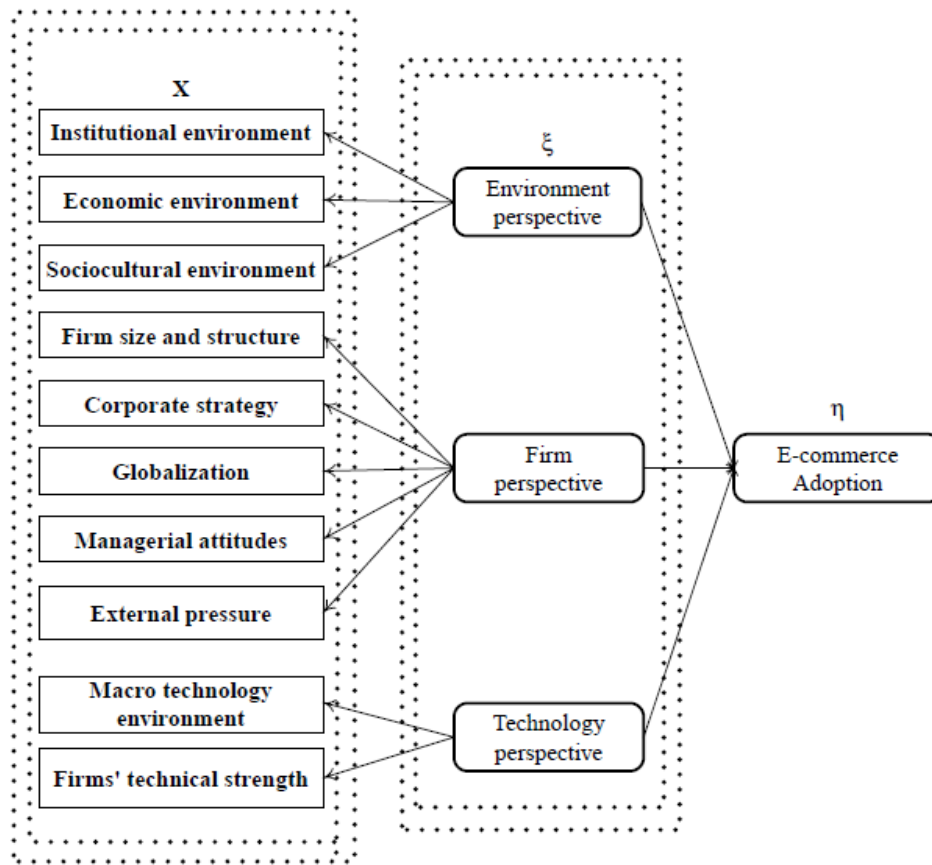 X
Institutional environment
Economic environment
Sociocultural environment
Firm size and structure
Corporate strategy
Globalization
Managerial attitudes
External pressure
Macro technology
environment
Firms' technical strength
ξ
Environment
perspective
Firm
perspective
Technology
perspective
η
E-commerce
Adoption